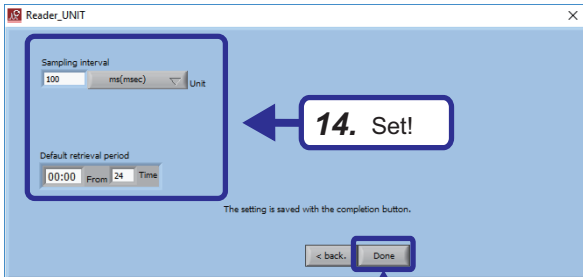 Reader_UNIT
Sampling interval
100 ms(msec) Unit
14. Set!
Default retrieval period
00:00 From 24 Time
The setting is saved with the completion button.
< back. Done